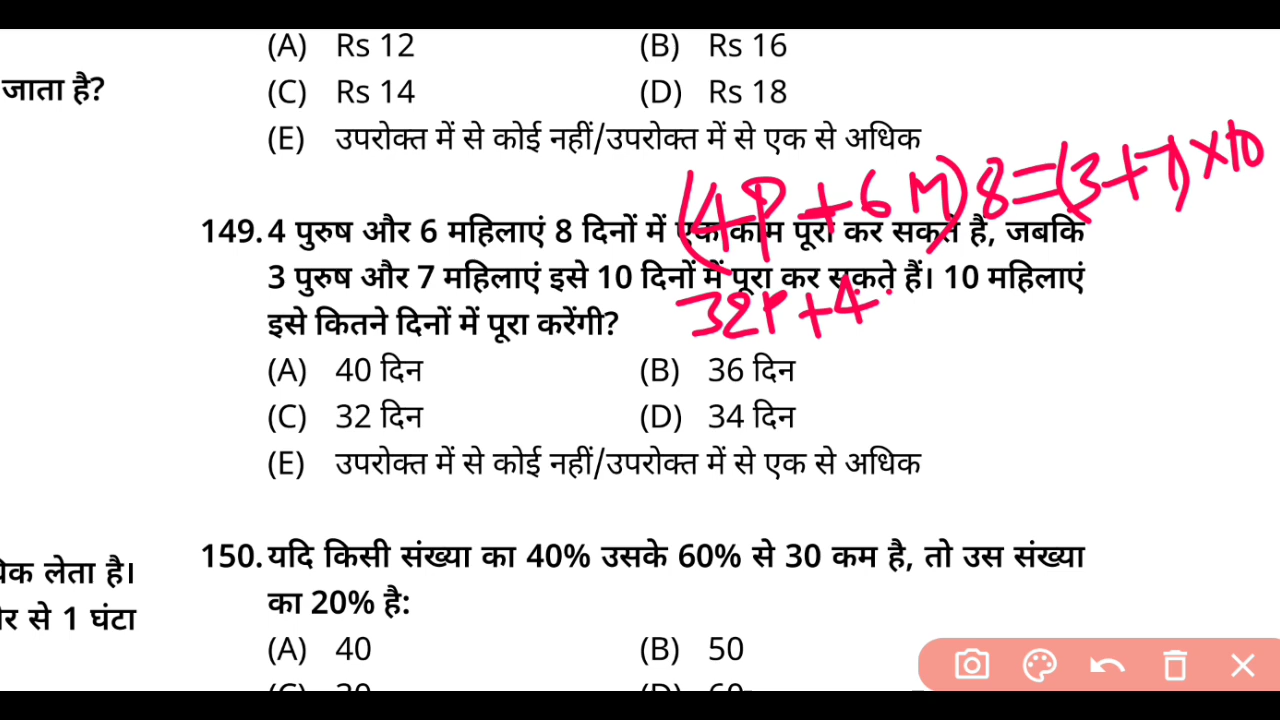 (A) Rs 12 (B) Rs 16
जाता है?
(C) Rs 14 (D) Rs 18
(E) उपरोक्त में से कोई नहीं/उपरोक्त में से एक से अधिक
(4P + 6M) 8 = (3+7) × 10
149. 4 पुरुष और 6 महिलाएं 8 दिनों में एक काम पूरा कर सकते हैं, जबकि
3 पुरुष और 7 महिलाएं इसे 10 दिनों में पूरा कर सकते हैं। 10 महिलाएं
32P + 4
इसे कितने दिनों में पूरा करेंगी?
(A) 40 दिन (B) 36 दिन
(C) 32 दिन (D) 34 दिन
(E) उपरोक्त में से कोई नहीं/उपरोक्त में से एक से अधिक
150. यदि किसी संख्या का 40% उसके 60% से 30 कम है, तो उस संख्या
लेता है।
का 20% है:
से 1 घंटा
(A) 40 (B) 50